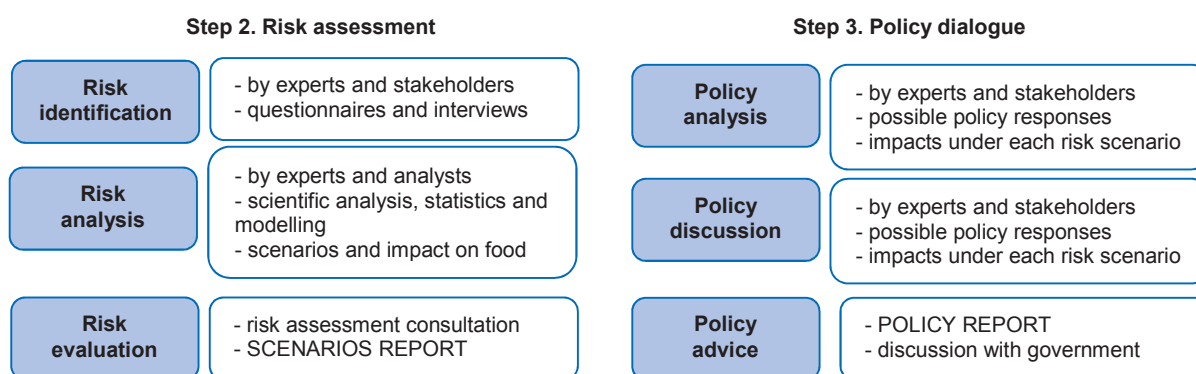 Step 2. Risk assessment
Risk
identification
- by experts and stakeholders
- questionnaires and interviews
Risk
analysis
- by experts and analysts
- scientific analysis, statistics and
modelling
- scenarios and impact on food
Risk
evaluation
- risk assessment consultation
- SCENARIOS REPORT
Step 3. Policy dialogue
Policy
analysis
- by experts and stakeholders
- possible policy responses
- impacts under each risk scenario
Policy
discussion
- by experts and stakeholders
- possible policy responses
- impacts under each risk scenario
Policy
advice
- POLICY REPORT
- discussion with government